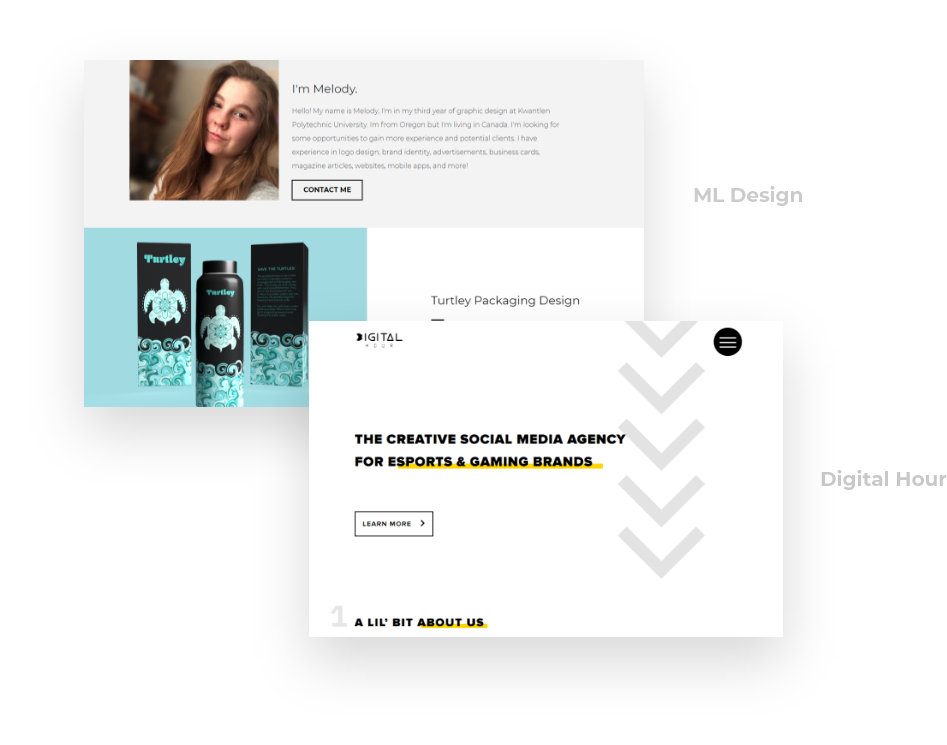 I'm Melody.
Hello! My name is Melody, I'm in my third year of graphic design at Kwantlen
Polytechnic University. Im from Oregon but I'm living in Canada. I'm looking for
some opportunities to gain more experience and potential clients. I have
experience in logo design, brand identity, advertisements, business cards,
magazine articles, websites, mobile apps, and more!
CONTACT ME
ML Design
Turtley
Turtley
SAVE THE TURTLES!
Turtley Packaging Design
DIGITAL
HOUR
THE CREATIVE SOCIAL MEDIA AGENCY
FOR ESPORTS & GAMING BRANDS
LEARN MORE
Digital Hour
1
A LIL' BIT ABOUT US